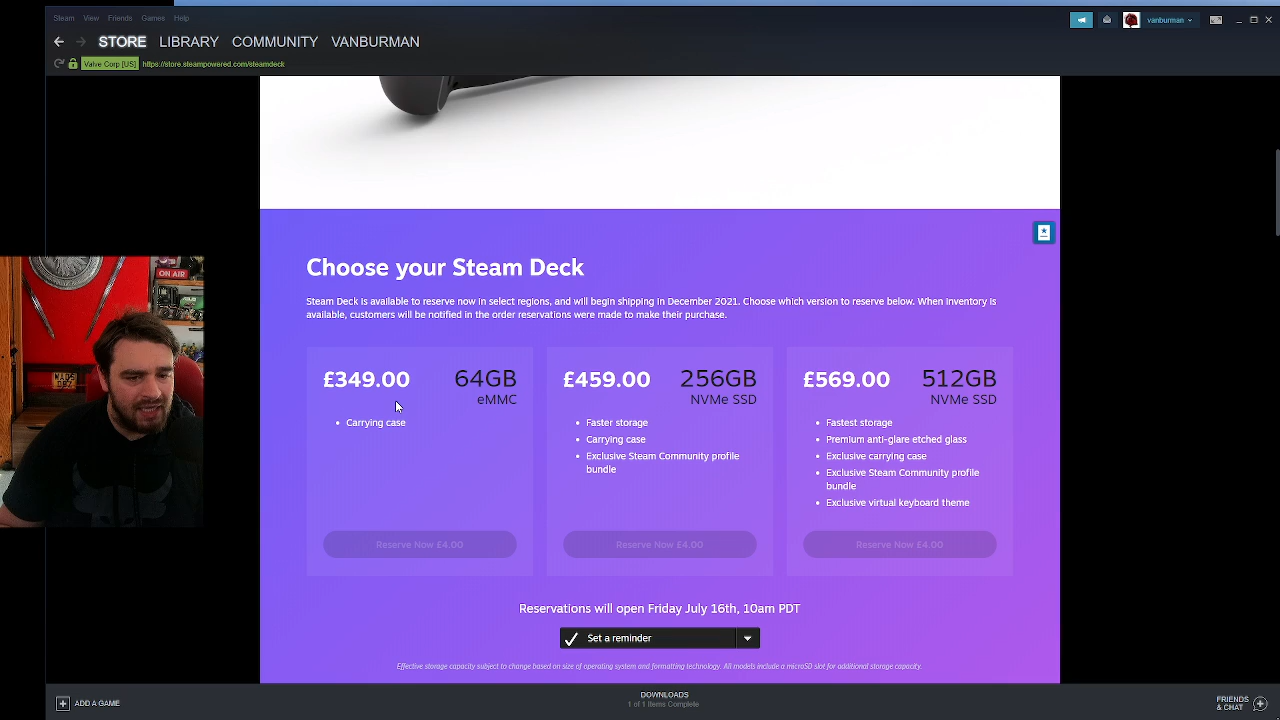 Steam View Friends Games Help
vanburman
STORE LIBRARY COMMUNITY VANBURMAN
Valve Corp [US] https://store.steampowered.com/steamdeck
ON AIR
Choose your Steam Deck
Steam Deck is available to reserve now in select regions, and will begin shipping in December 2021. Choose which version to reserve below. When inventory is
available, customers will be notified in the order reservations were made to make their purchase.
£349.00 64GB
eMMC
• Carrying case
Reserve Now £4.00
£459.00 256GB
NVMe SSD
• Faster storage
• Carrying case
• Exclusive Steam Community profile
bundle
Reserve Now £4.00
£569.00 512GB
NVMe SSD
• Fastest storage
• Premium anti-glare etched glass
• Exclusive carrying case
• Exclusive Steam Community profile
bundle
• Exclusive virtual keyboard theme
Reserve Now £4.00
Reservations will open Friday July 16th, 10am PDT
Set a reminder
Effective storage capacity subject to change based on size of operating system and formatting technology. All models include a microSD slot for additional storage capacity.
ADD A GAME
DOWNLOADS
1 of 1 Items Complete
FRIENDS
& CHAT